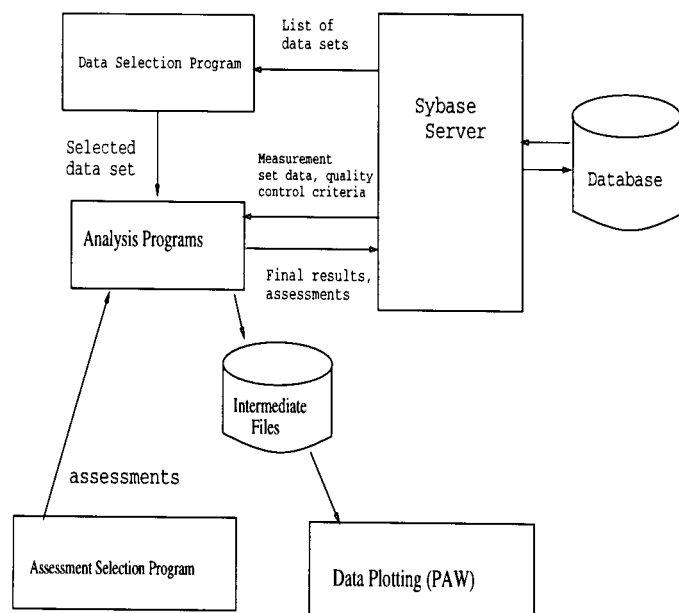 List of
data sets
Data Selection Program
Sybase
Server
Selected
data set
Measurement
set data, quality
control criteria
Database
Analysis Programs
Final results,
assessments
Intermediate
Files
assessments
Assessment Selection Program
Data Plotting (PAW)